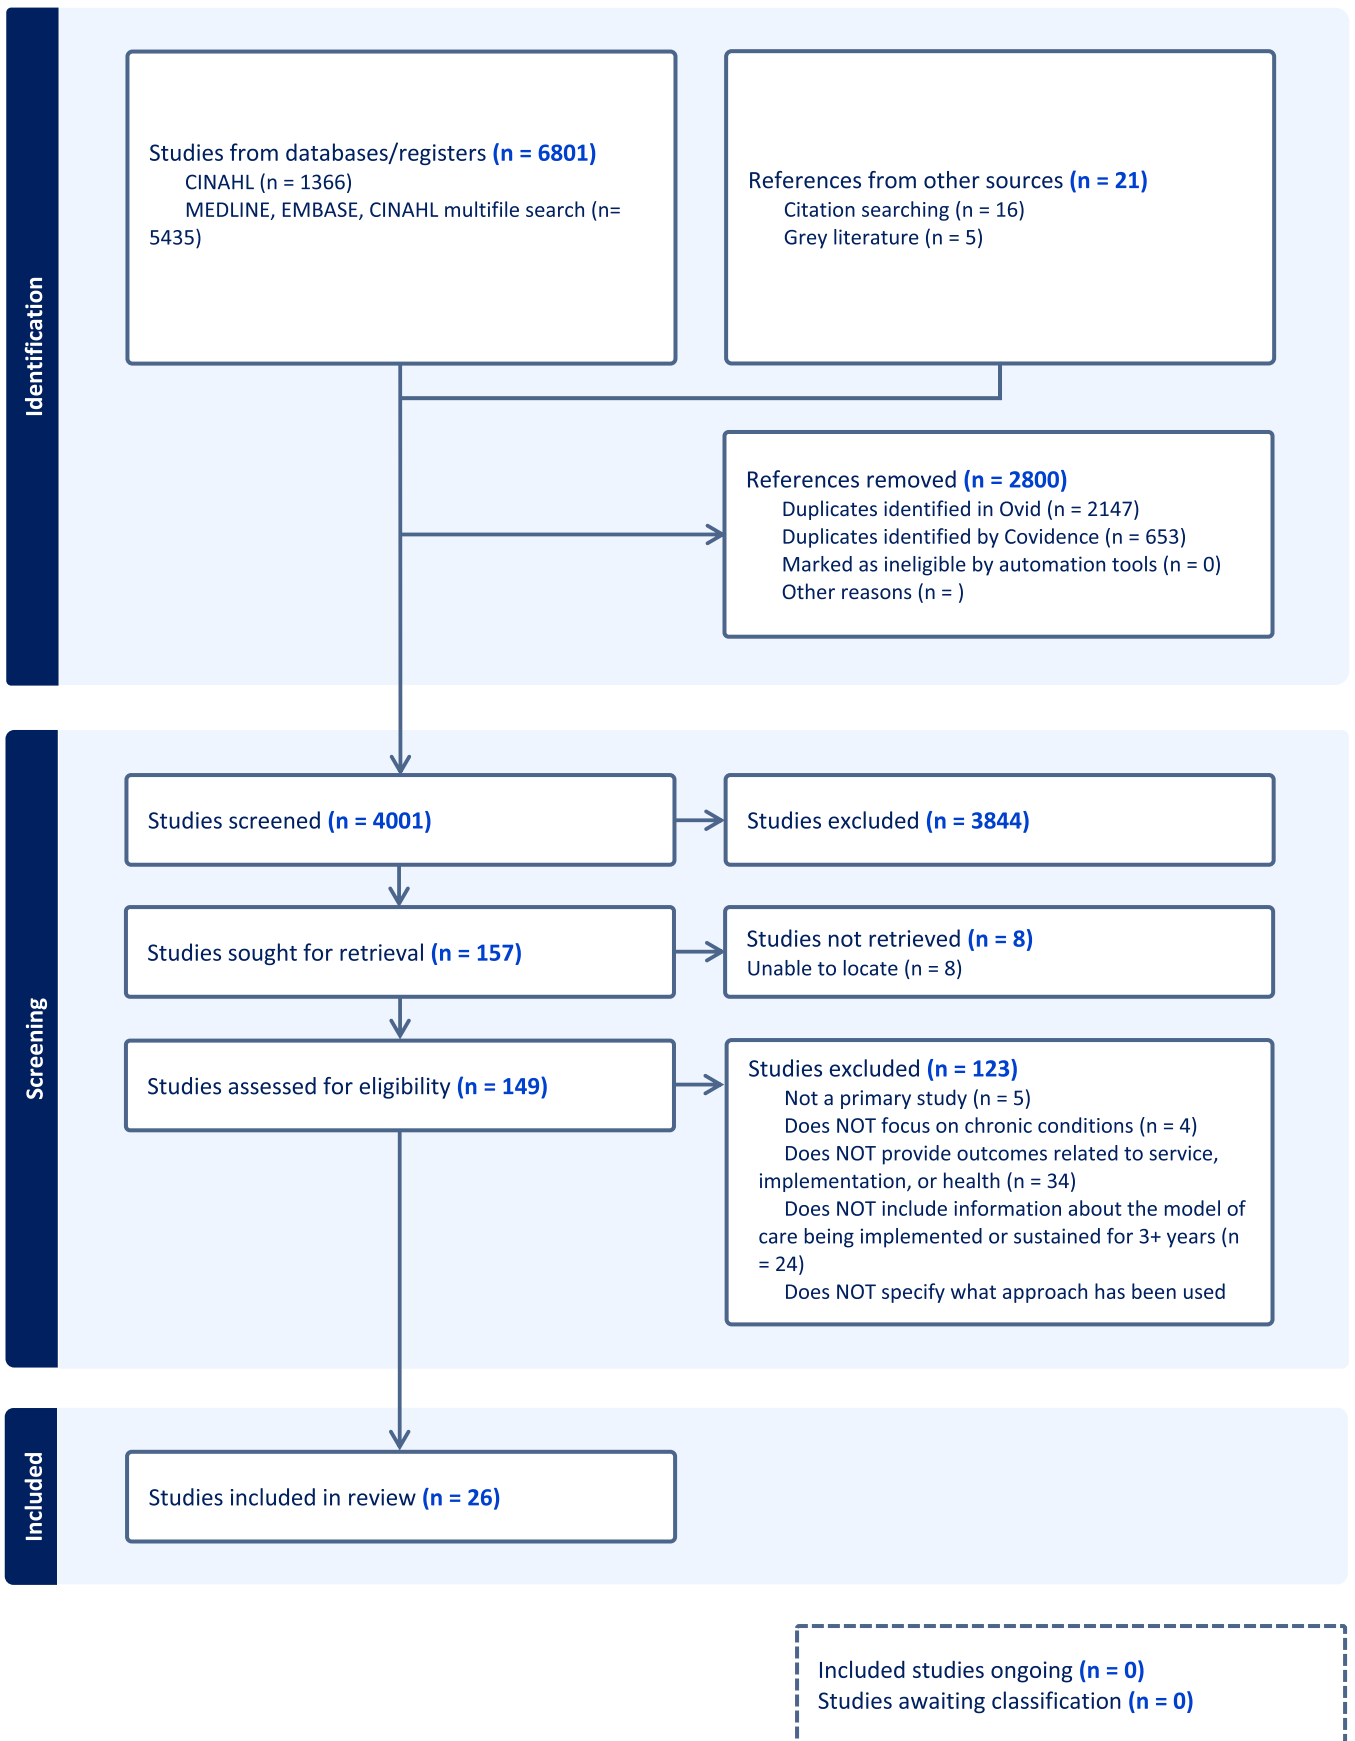 Identification
Studies from databases/registers (n = 6801)
CINAHL (n = 1366)
MEDLINE, EMBASE, CINAHL multifile search (n=
5435)
References from other sources (n = 21)
Citation searching (n = 16)
Grey literature (n = 5)
References removed (n = 2800)
Duplicates identified in Ovid (n = 2147)
Duplicates identified by Covidence (n = 653)
Marked as ineligible by automation tools (n = 0)
Other reasons (n = )
Screening
Studies screened (n = 4001)
Studies excluded (n = 3844)
Studies sought for retrieval (n = 157)
Studies not retrieved (n = 8)
Unable to locate (n = 8)
Studies assessed for eligibility (n = 149)
Studies excluded (n = 123)
Not a primary study (n = 5)
Does NOT focus on chronic conditions (n = 4)
Does NOT provide outcomes related to service,
implementation, or health (n = 34)
Does NOT include information about the model of
care being implemented or sustained for 3+ years (n
= 24)
Does NOT specify what approach has been used
Included
Studies included in review (n = 26)
Included studies ongoing (n = 0)
Studies awaiting classification (n = 0)